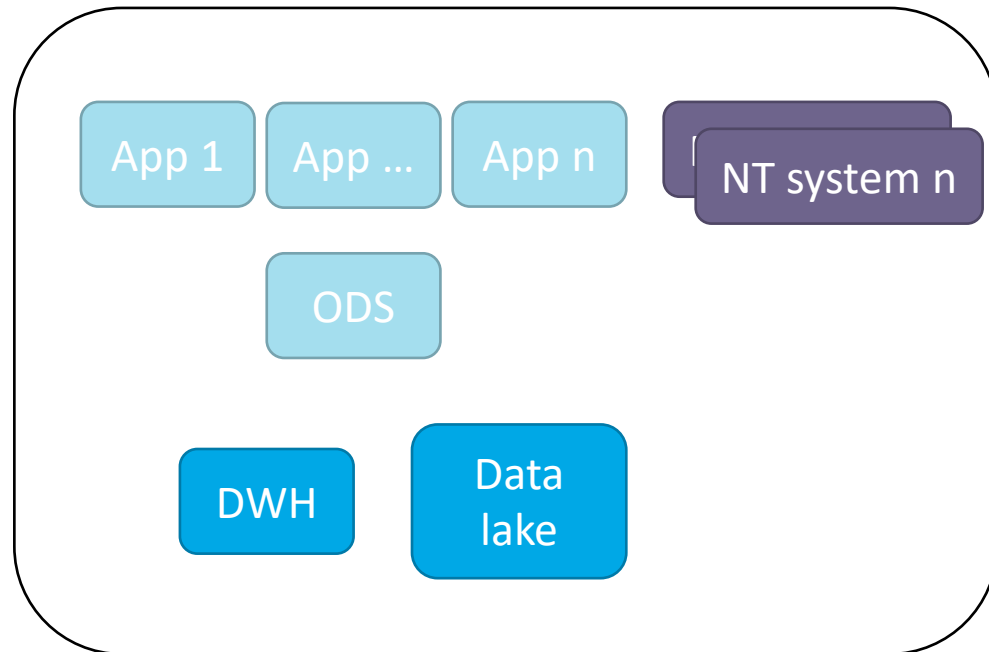 App 1
App ...
App n
NT system n
ODS
DWH
Data
lake